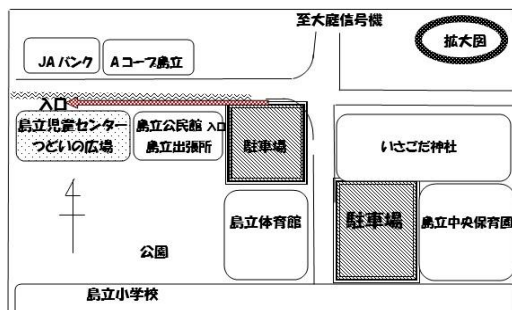 至大庭信号機
拡大図
JAバンク
Aコープ島立
入口
島立児童センター
つどいの広場
島立公民館 入口
島立出張所
駐車場
いさごだ神社
島立体育館
駐車場
島立中央保育園
公園
島立小学校